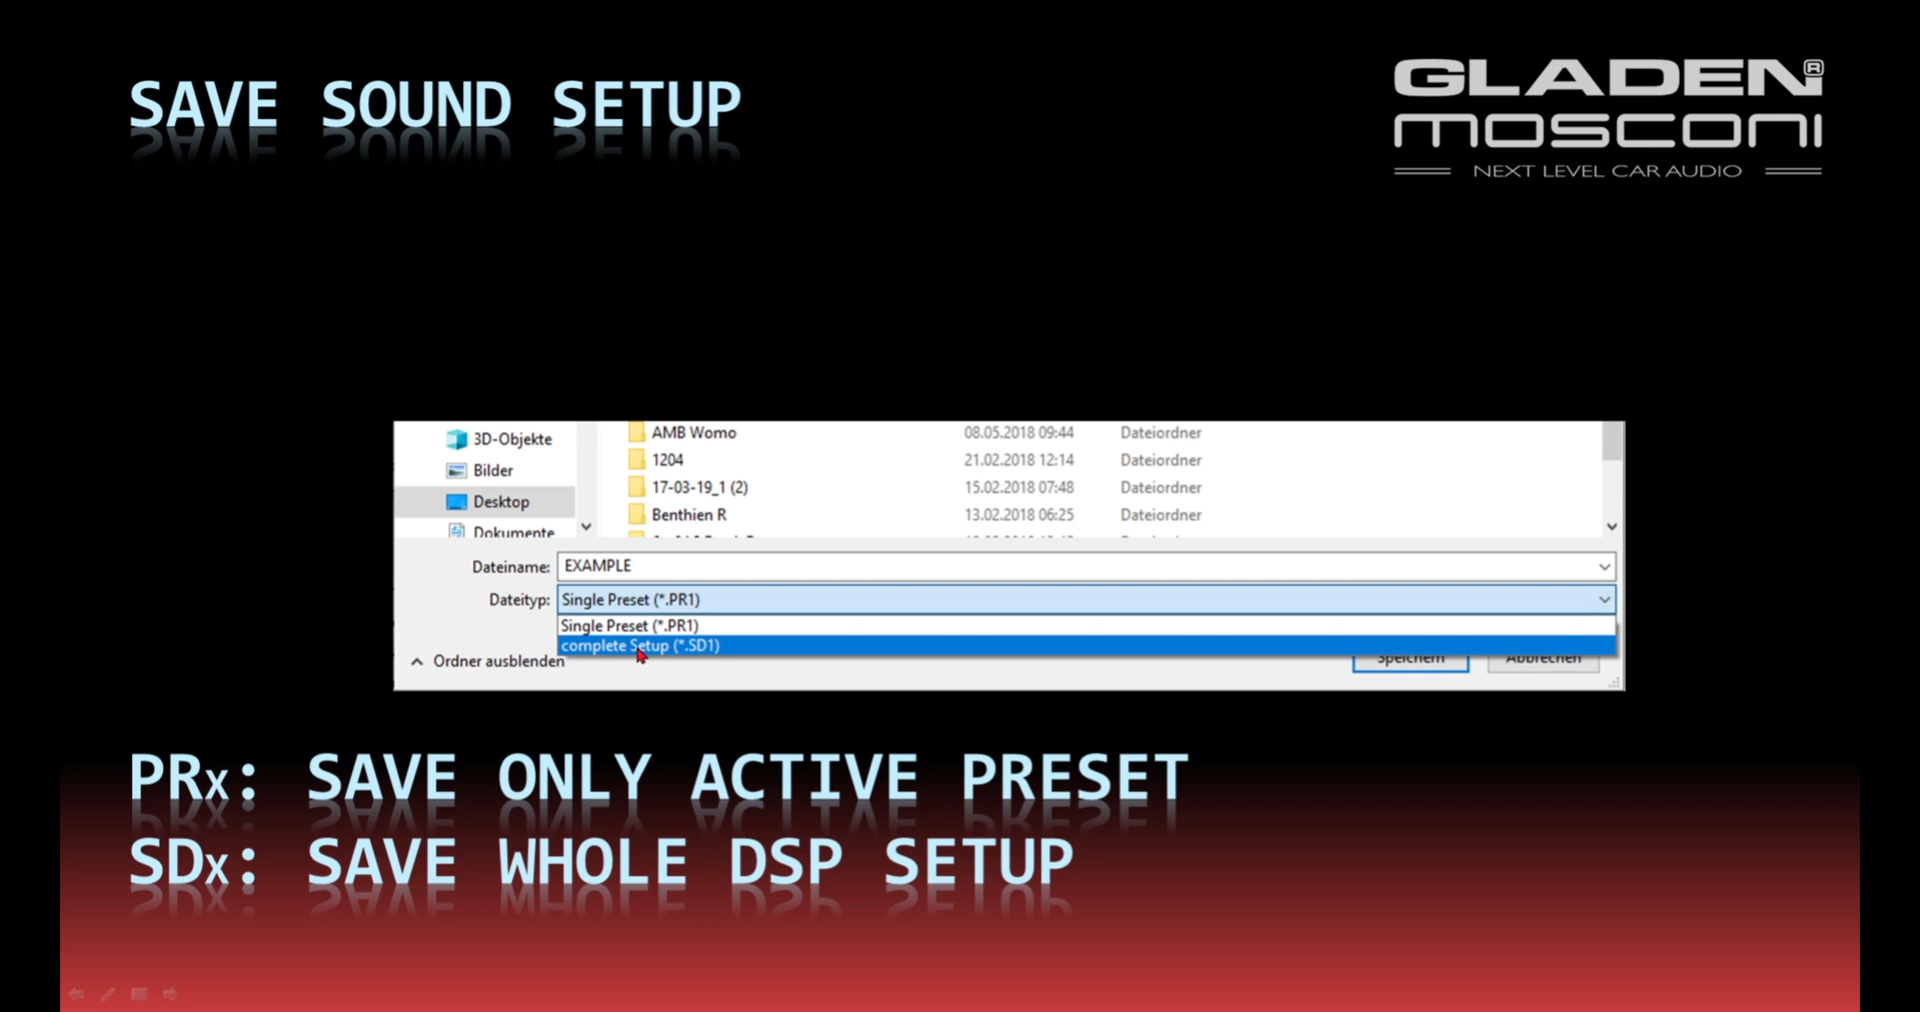 SAVE SOUND SETUP
GLADEN®
MOSCONI
NEXT LEVEL CAR AUDIO
3D-Objekte
Bilder
Desktop
Dokumente
AMB Womo 08.05.2018 09:44 Dateiordner
1204 21.02.2018 12:14 Dateiordner
17-03-19_1 (2) 15.02.2018 07:48 Dateiordner
Benthien R 13.02.2018 06:25 Dateiordner
Dateiname: EXAMPLE
Dateityp: Single Preset (*.PR1)
Single Preset (*.PR1)
complete Setup (*.SD1)
Ordner ausblenden
Speichern Abbrechen
PRx: SAVE ONLY ACTIVE PRESET
SDx: SAVE WHOLE DSP SETUP